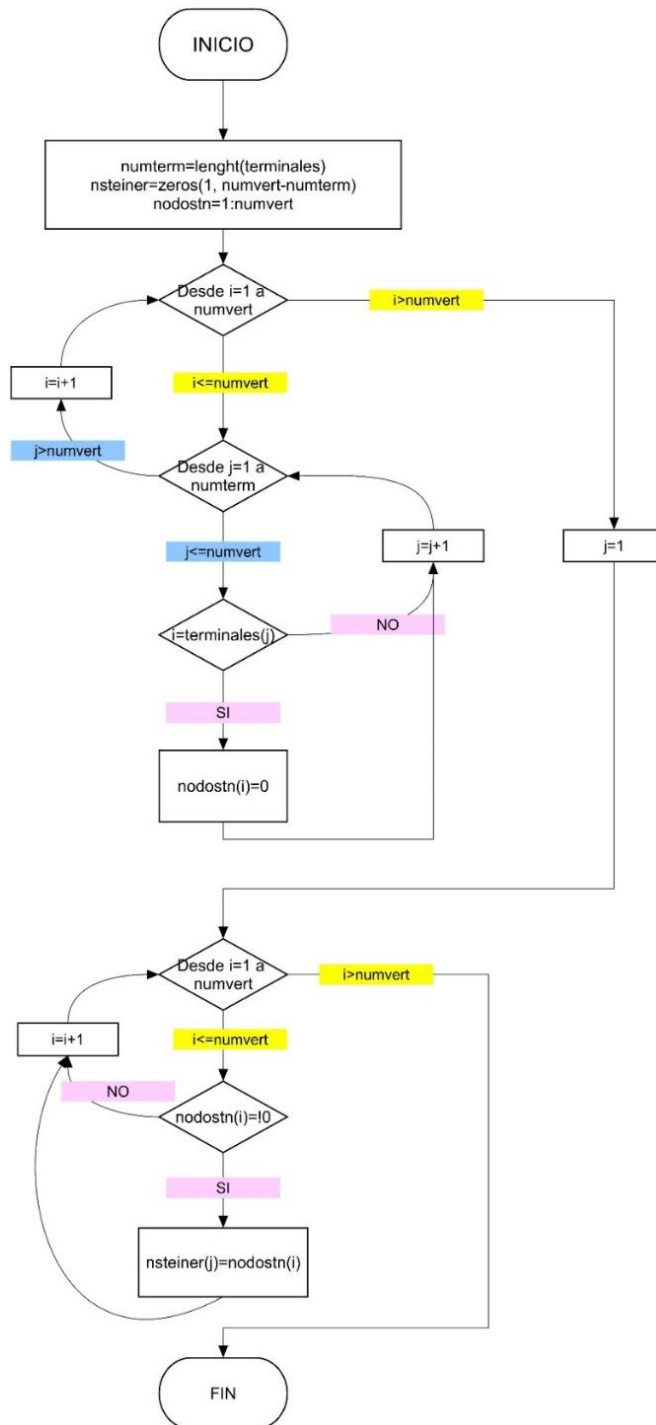 INICIO
numterm=lenght(terminales)
nsteiner=zeros(1, numvert-numterm)
nodostn=1:numvert
Desde i=1 a
numvert
i>numvert
i=i+1
i<=numvert
j>numvert
Desde j=1 a
numterm
j<=numvert
j=j+1
j=1
i=terminales(j)
NO
SI
nodostn(i)=0
Desde i=1 a
numvert
i>numvert
i=i+1
i<=numvert
NO
nodostn(i)=!0
SI
nsteiner(j)=nodostn(i)
FIN